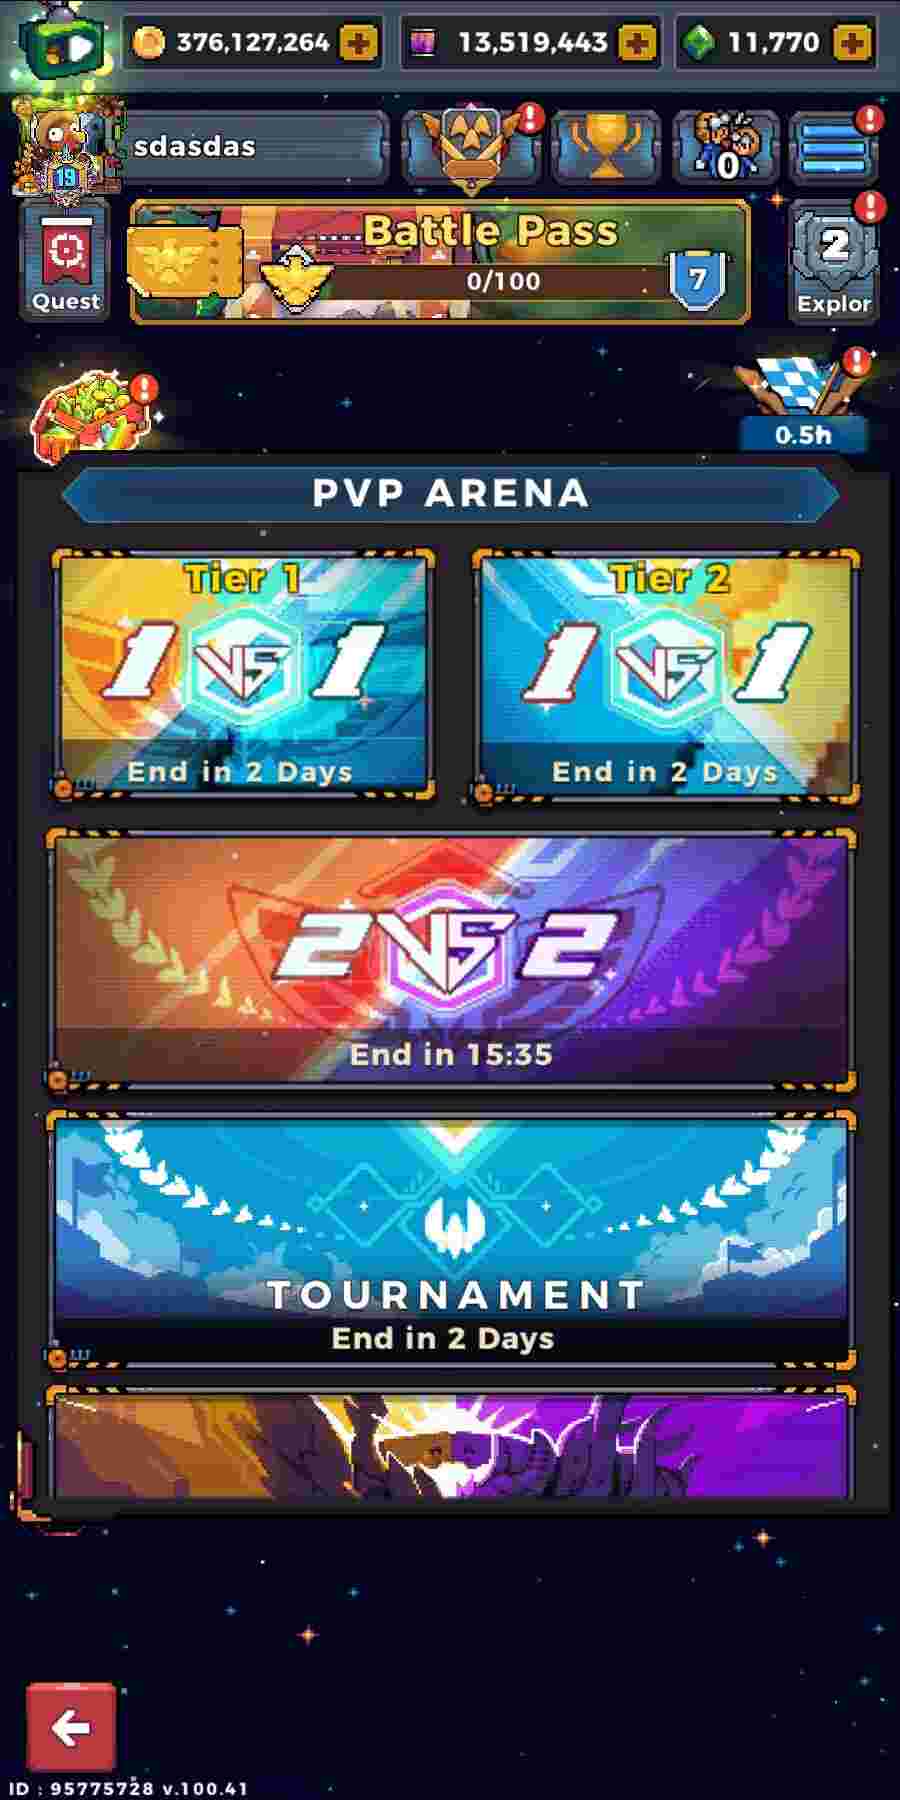 376,127,264
13,519,443
11,770
sdasdas
19
0
Battle Pass
0/100
7
Quest
2
Explor
0.5h
PVP ARENA
Tier 1
1 VS 1
End in 2 Days
Tier 2
1 VS 1
End in 2 Days
2 VS 2
End in 15:35
TOURNAMENT
End in 2 Days
ID : 95775728 v.100.41